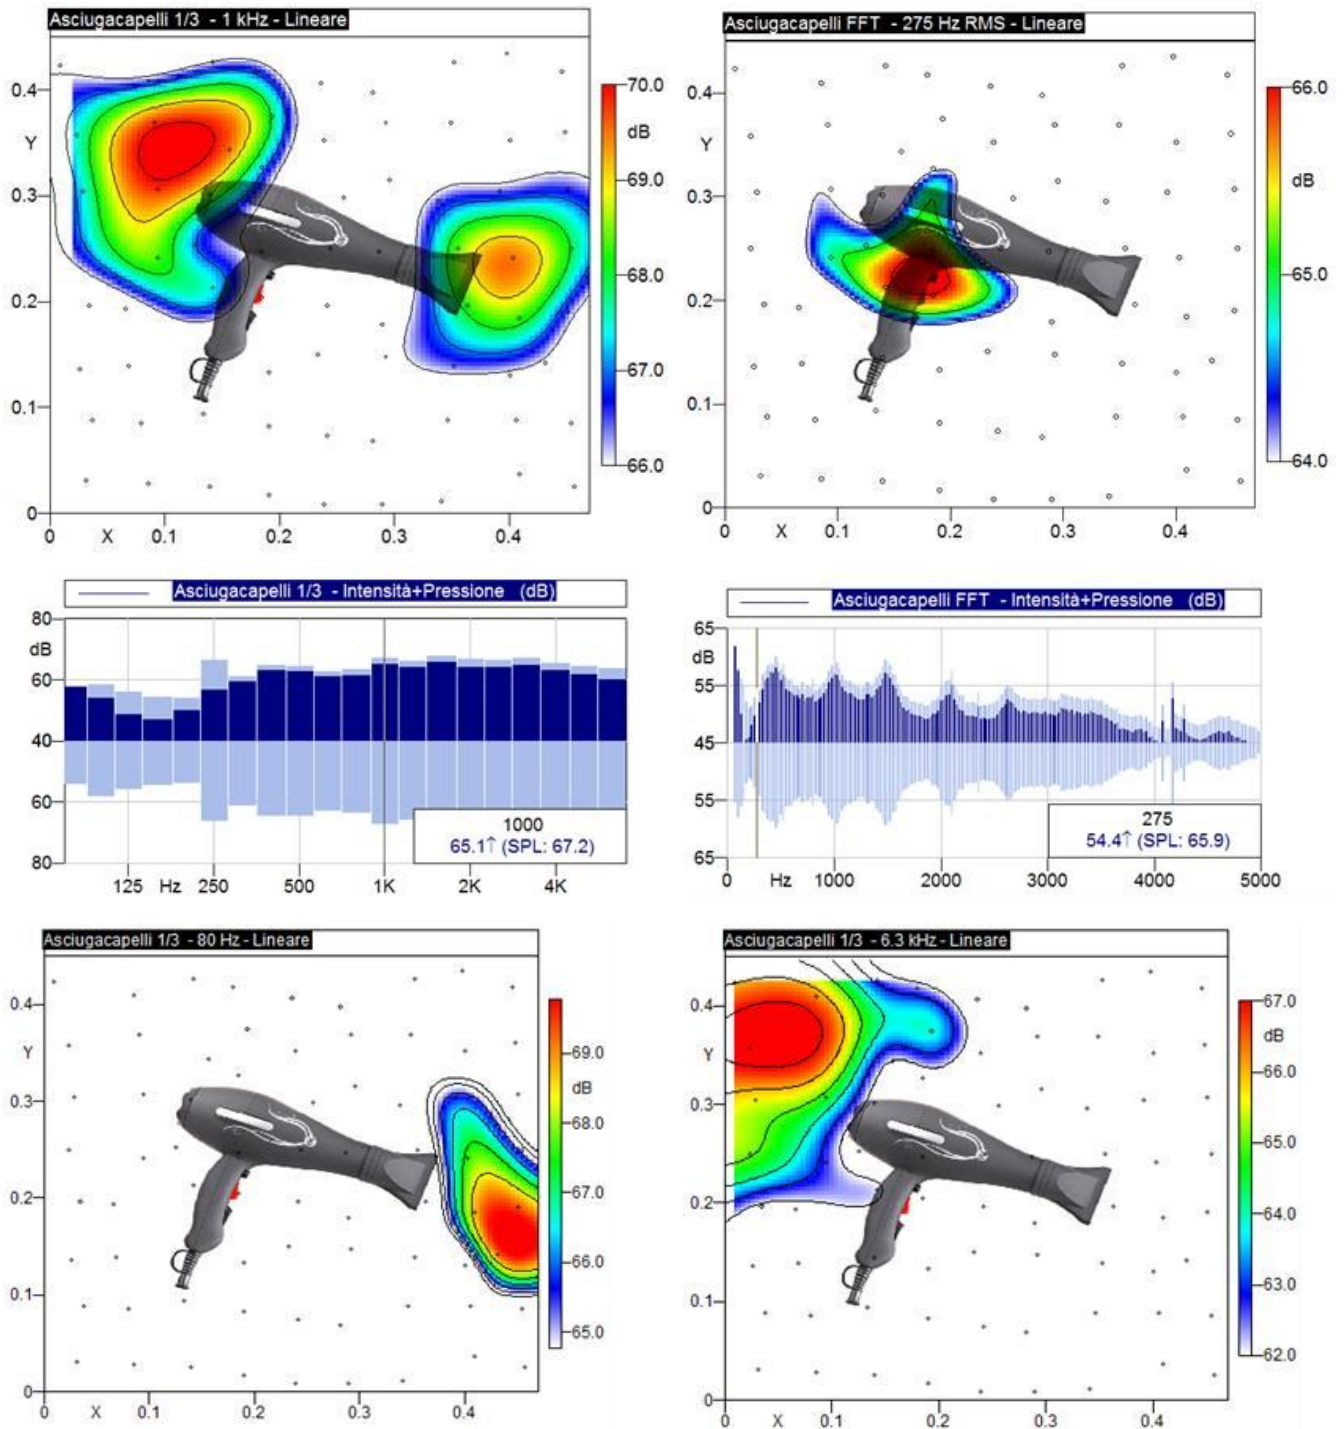 Asciugacapelli 1/3 - 1 kHz - Lineare
0.4
Y
0.3
0.2
0.1
0
0 X 0.1 0.2 0.3 0.4
70.0
dB
69.0
68.0
67.0
66.0
Asciugacapelli FFT - 275 Hz RMS - Lineare
0.4
Y
0.3
0.2
0.1
0
0 X 0.1 0.2 0.3 0.4
66.0
dB
65.0
64.0
Asciugacapelli 1/3 - Intensità+Pressione (dB)
80
dB
60
40
60
80
1000
65.1↑ (SPL: 67.2)
125 Hz 250 500 1K 2K 4K
Asciugacapelli FFT - Intensità+Pressione (dB)
65
dB
55
45
55
65
275
54.4↑ (SPL: 65.9)
0 Hz 1000 2000 3000 4000 5000
Asciugacapelli 1/3 - 80 Hz - Lineare
0.4
Y
0.3
0.2
0.1
0
0 X 0.1 0.2 0.3 0.4
69.0
dB
68.0
67.0
66.0
65.0
Asciugacapelli 1/3 - 6.3 kHz - Lineare
0.4
Y
0.3
0.2
0.1
0
0 X 0.1 0.2 0.3 0.4
67.0
dB
66.0
65.0
64.0
63.0
62.0